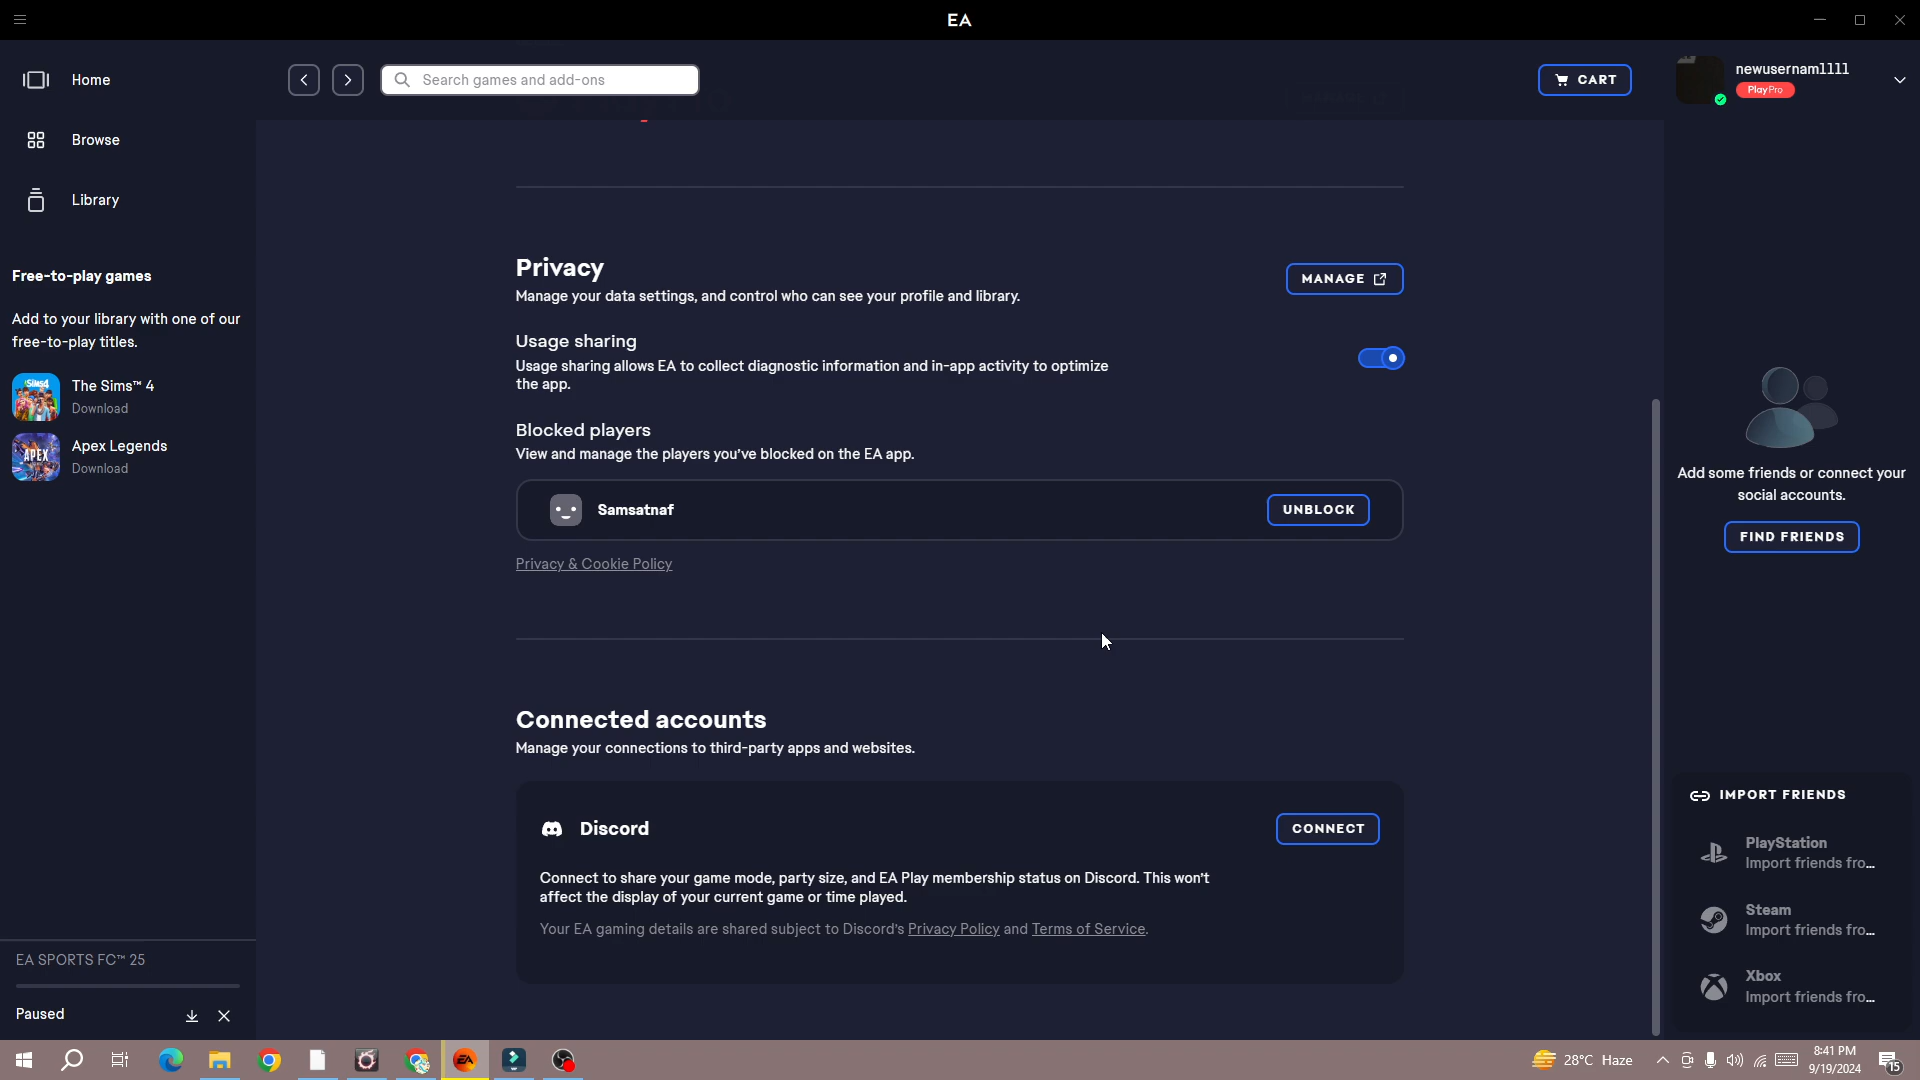 EA
Home
Search games and add-ons
CART
newusernam1111
PlayPro
Browse
Library
Free-to-play games
Add to your library with one of our
free-to-play titles.
SIMS4
The Sims™ 4
Download
APEX
Apex Legends
Download
Privacy
Manage your data settings, and control who can see your profile and library.
MANAGE
Usage sharing
Usage sharing allows EA to collect diagnostic information and in-app activity to optimize
the app.
Blocked players
View and manage the players you've blocked on the EA app.
Samsatnaf
UNBLOCK
Privacy & Cookie Policy
Connected accounts
Manage your connections to third-party apps and websites.
Discord
CONNECT
Connect to share your game mode, party size, and EA Play membership status on Discord. This won't
affect the display of your current game or time played.
Your EA gaming details are shared subject to Discord's Privacy Policy and Terms of Service.
Add some friends or connect your
social accounts.
FIND FRIENDS
IMPORT FRIENDS
PlayStation
Import friends fro...
Steam
Import friends fro...
Xbox
Import friends fro...
EA SPORTS FC™ 25
Paused
EA
28°C Haze
8:41 PM
9/19/2024
15